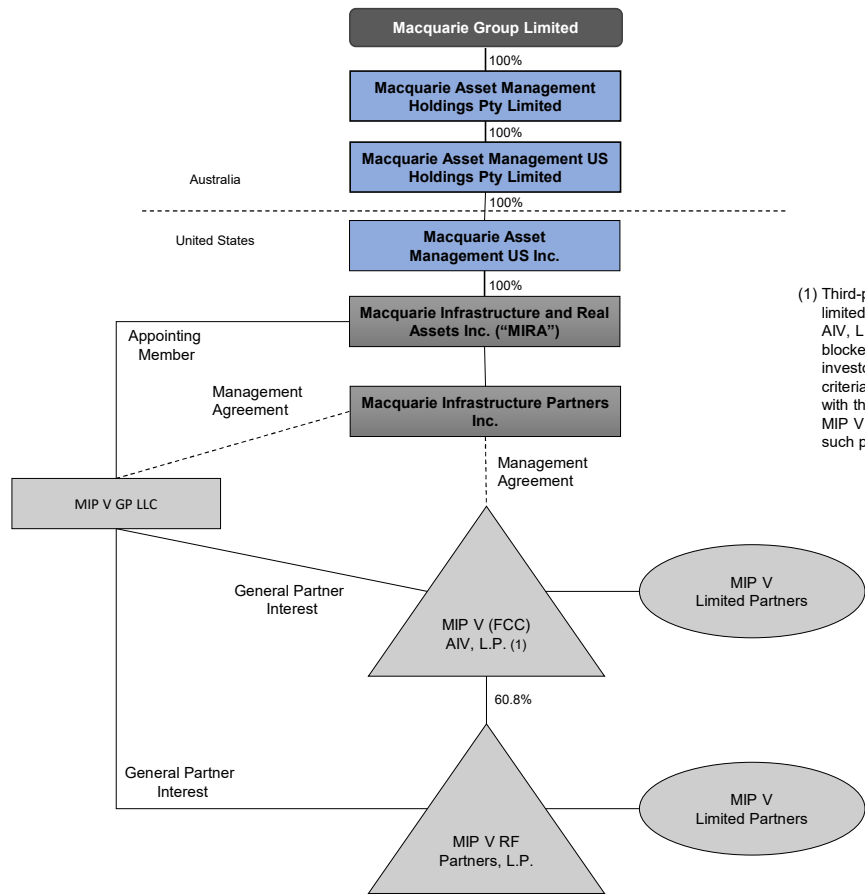 Macquarie Group Limited
100%
Macquarie Asset Management
Holdings Pty Limited
100%
Macquarie Asset Management US
Holdings Pty Limited
Australia
100%
United States
Macquarie Asset
Management US Inc.
100%
Macquarie Infrastructure and Real
Assets Inc. (“MIRA”)
Appointing
Member
Management
Agreement
Macquarie Infrastructure Partners
Inc.
Management
Agreement
MIP V GP LLC
General Partner
Interest
MIP V (FCC)
AIV, L.P. (1)
MIP V
Limited Partners
60.8%
General Partner
Interest
MIP V RF
Partners, L.P.
MIP V
Limited Partners
(1) Third-p
limited
AIV, L
blocke
investo
criteria
with th
MIP V
such p